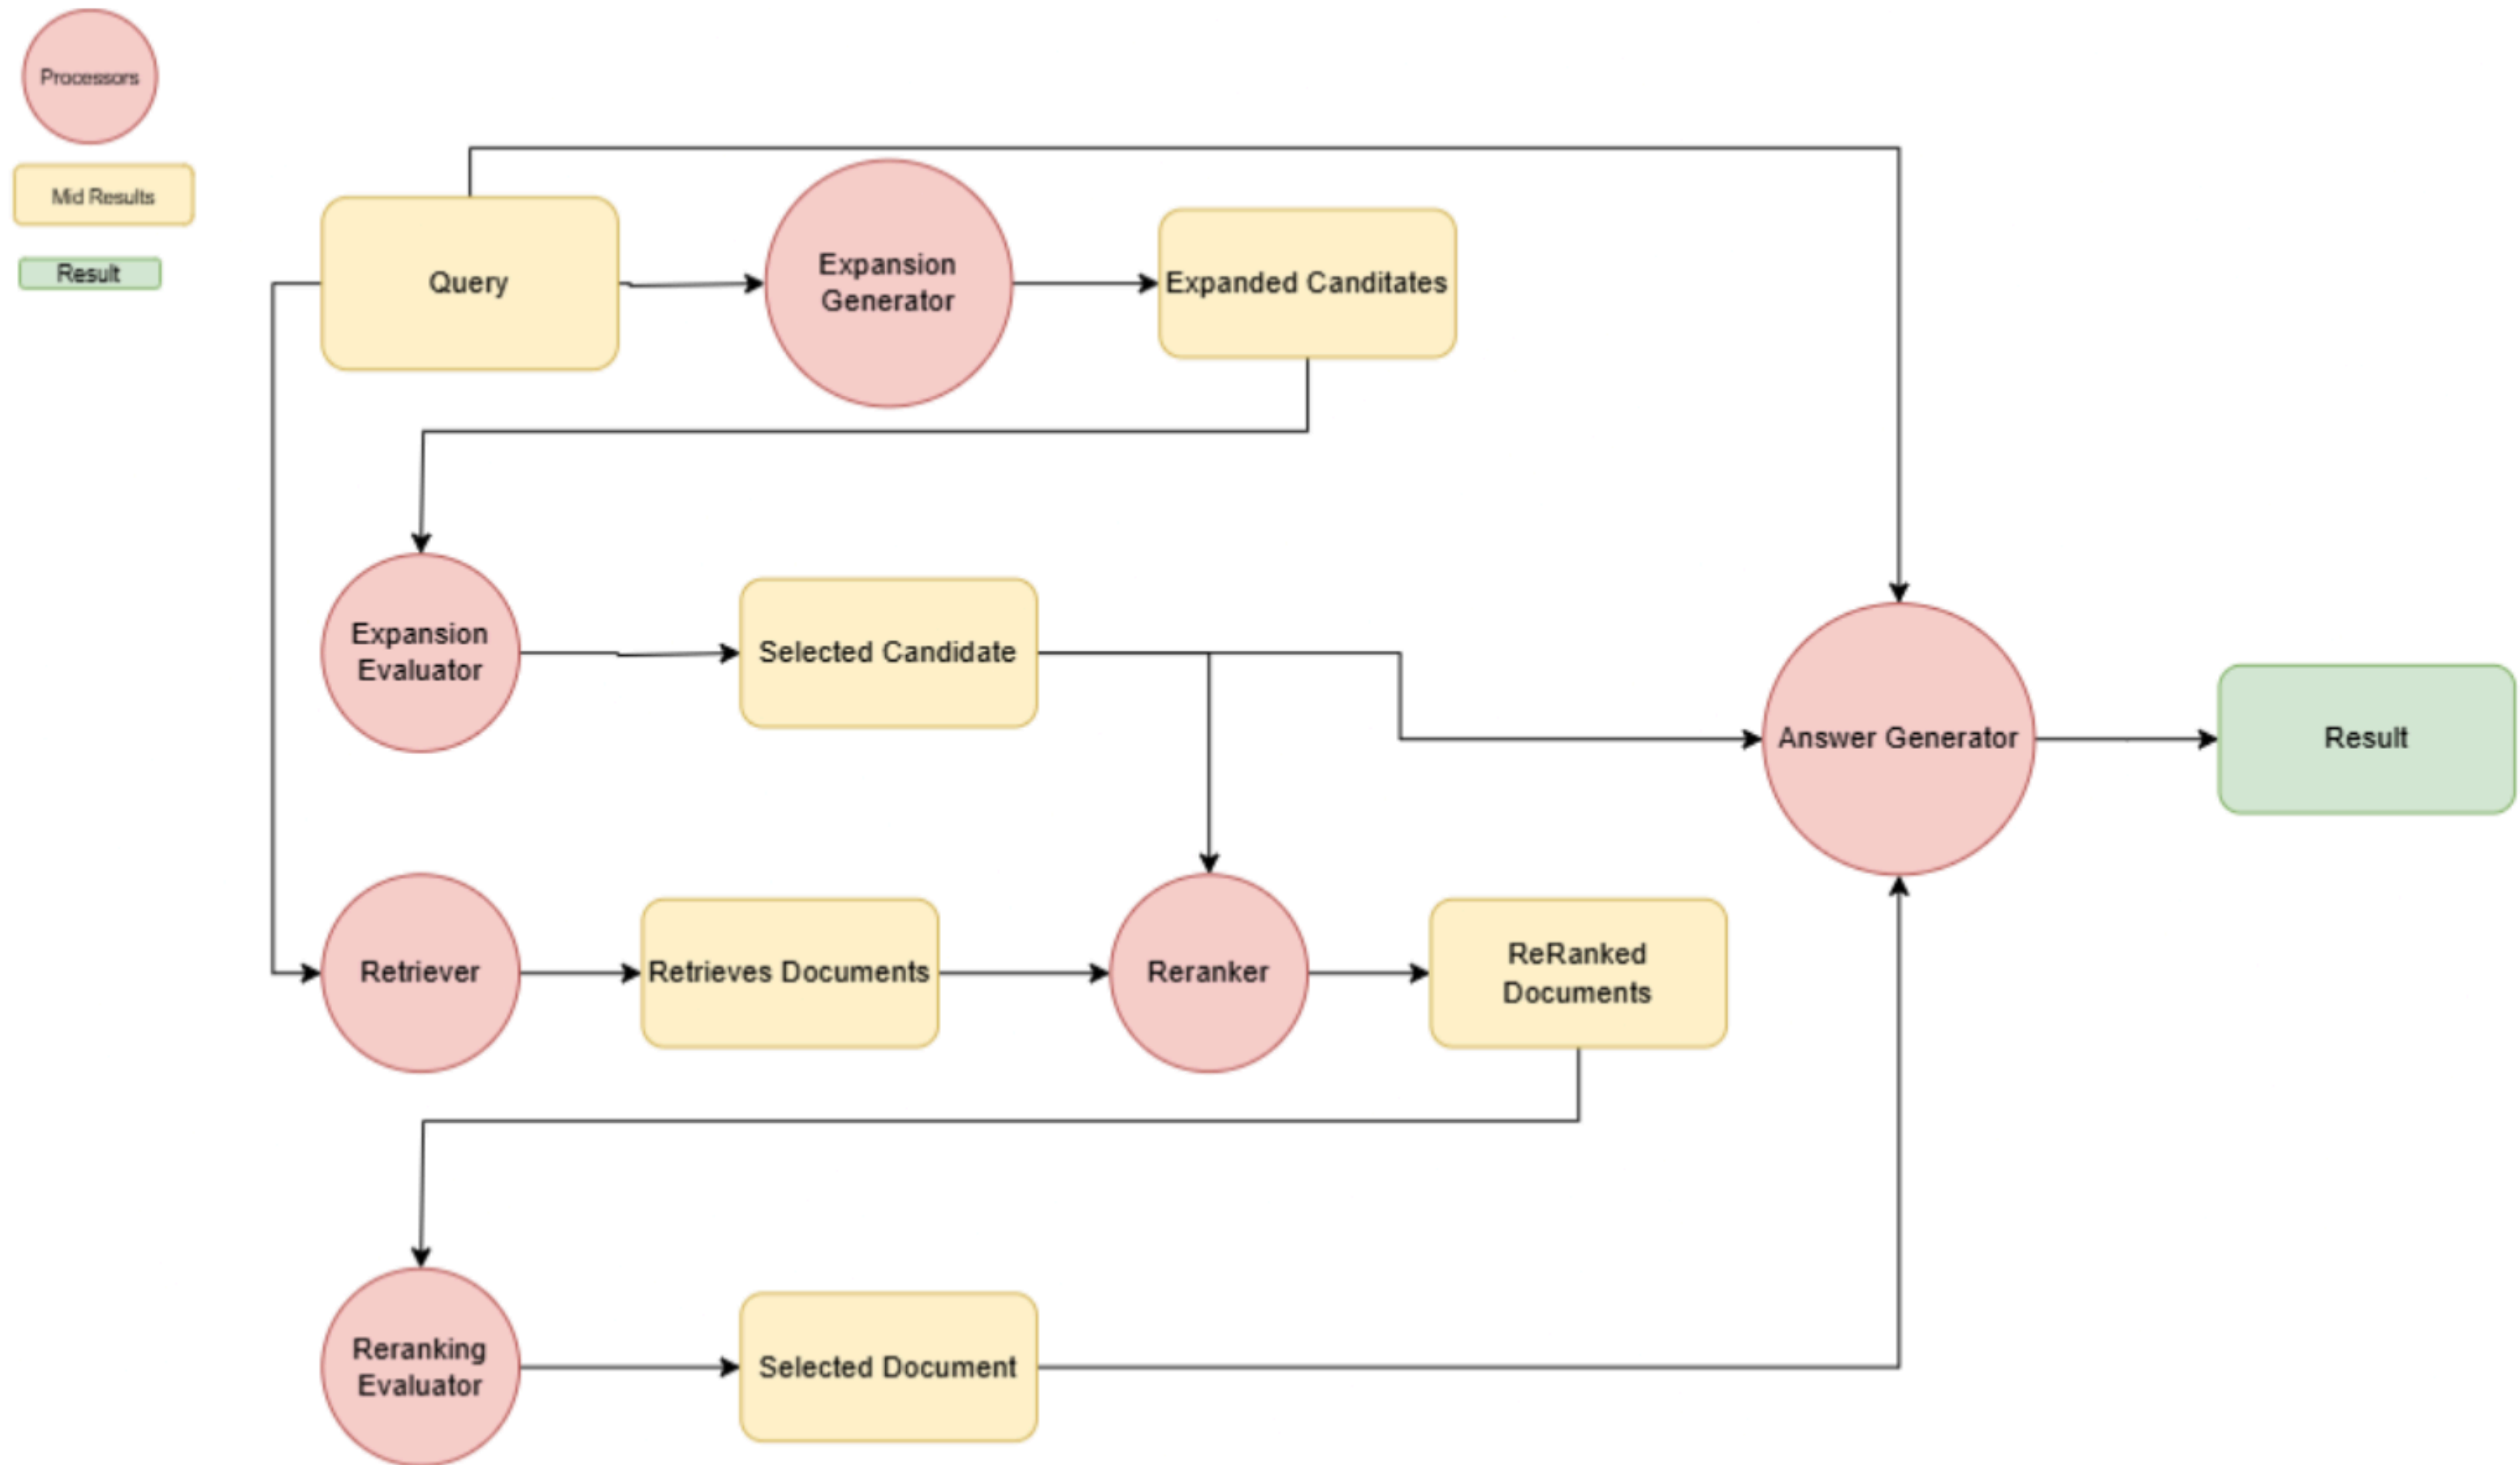 Processors
Mid Results
Result
Query
Expansion
Generator
Expanded Canditates
Expansion
Evaluator
Selected Candidate
Answer Generator
Result
Retriever
Retrieves Documents
Reranker
ReRanked
Documents
Reranking
Evaluator
Selected Document